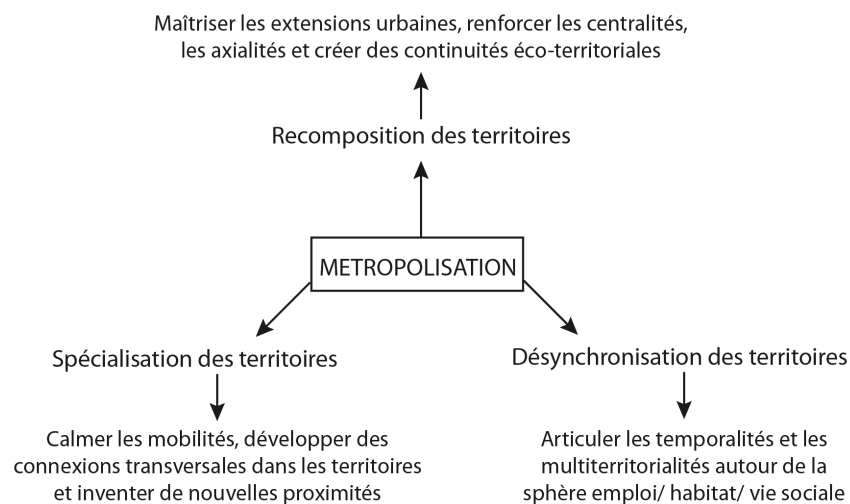 Maîtriser les extensions urbaines, renforcer les centralités,
les axialités et créer des continuités éco-territoriales
Recomposition des territoires
METROPOLISATION
Spécialisation des territoires
Désynchronisation des territoires
Calmer les mobilités, développer des
connexions transversales dans les territoires
et inventer de nouvelles proximités
Articuler les temporalités et les
multiterritorialités autour de la
sphère emploi/ habitat/ vie sociale